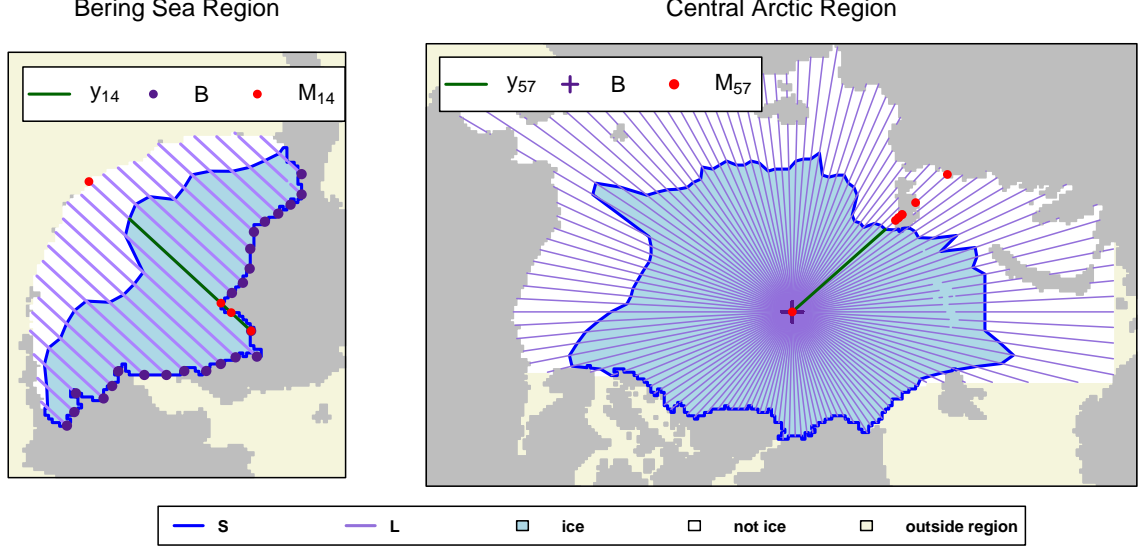 Bering Sea Region
Central Arctic Region
y14 B M14
y57 B M57
S L ice not ice outside region